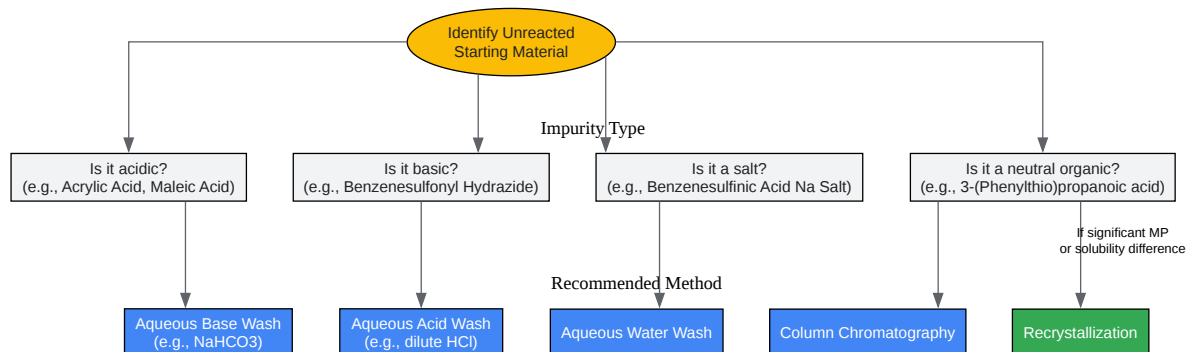 Identify Unreacted
Starting Material
Impurity Type
Is it acidic?
(e.g., Acrylic Acid, Maleic Acid)
Is it basic?
(e.g., Benzenesulfonyl Hydrazide)
Is it a salt?
(e.g., Benzenesulfinic Acid Na Salt)
Is it a neutral organic?
(e.g., 3-(Phenylthio)propanoic acid)
If significant MP
or solubility difference
Recommended Method
Aqueous Base Wash
(e.g., NaHCO3)
Aqueous Acid Wash
(e.g., dilute HCl)
Aqueous Water Wash
Column Chromatography
Recrystallization